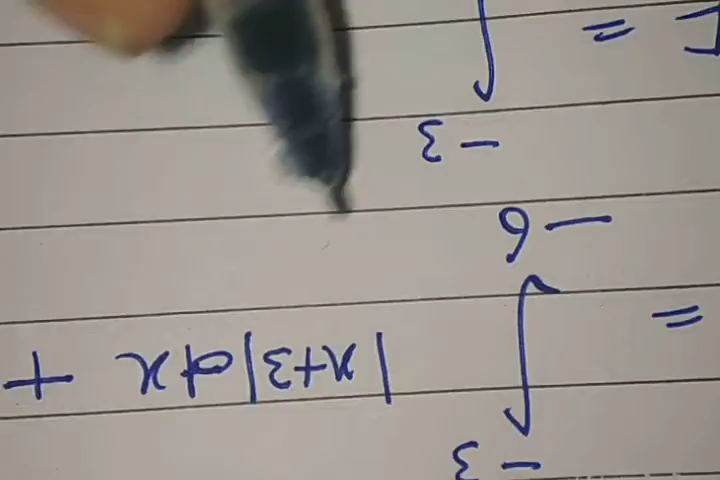 -3
= ∫ |x+3| dx +
-6
-3
= ∫